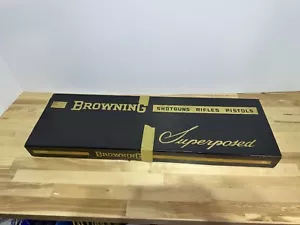 BROWNING
SHOTGUNS RIFLES PISTOLS
Superposed
BROWNING